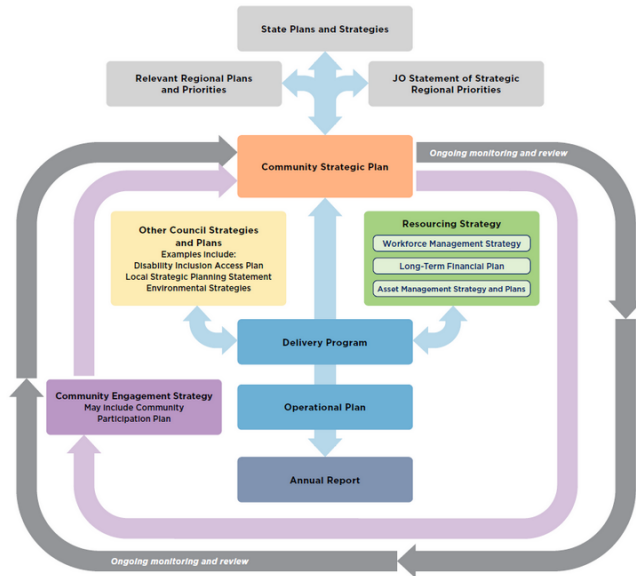 State Plans and Strategies
Relevant Regional Plans
and Priorities
JO Statement of Strategic
Regional Priorities
Community Strategic Plan
Ongoing monitoring and review
Other Council Strategies
and Plans
Examples include:
Disability Inclusion Access Plan
Local Strategic Planning Statement
Environmental Strategies
Resourcing Strategy
Workforce Management Strategy
Long-Term Financial Plan
Asset Management Strategy and Plans
Delivery Program
Community Engagement Strategy
May Include Community
Participation Plan
Operational Plan
Annual Report
Ongoing monitoring and review